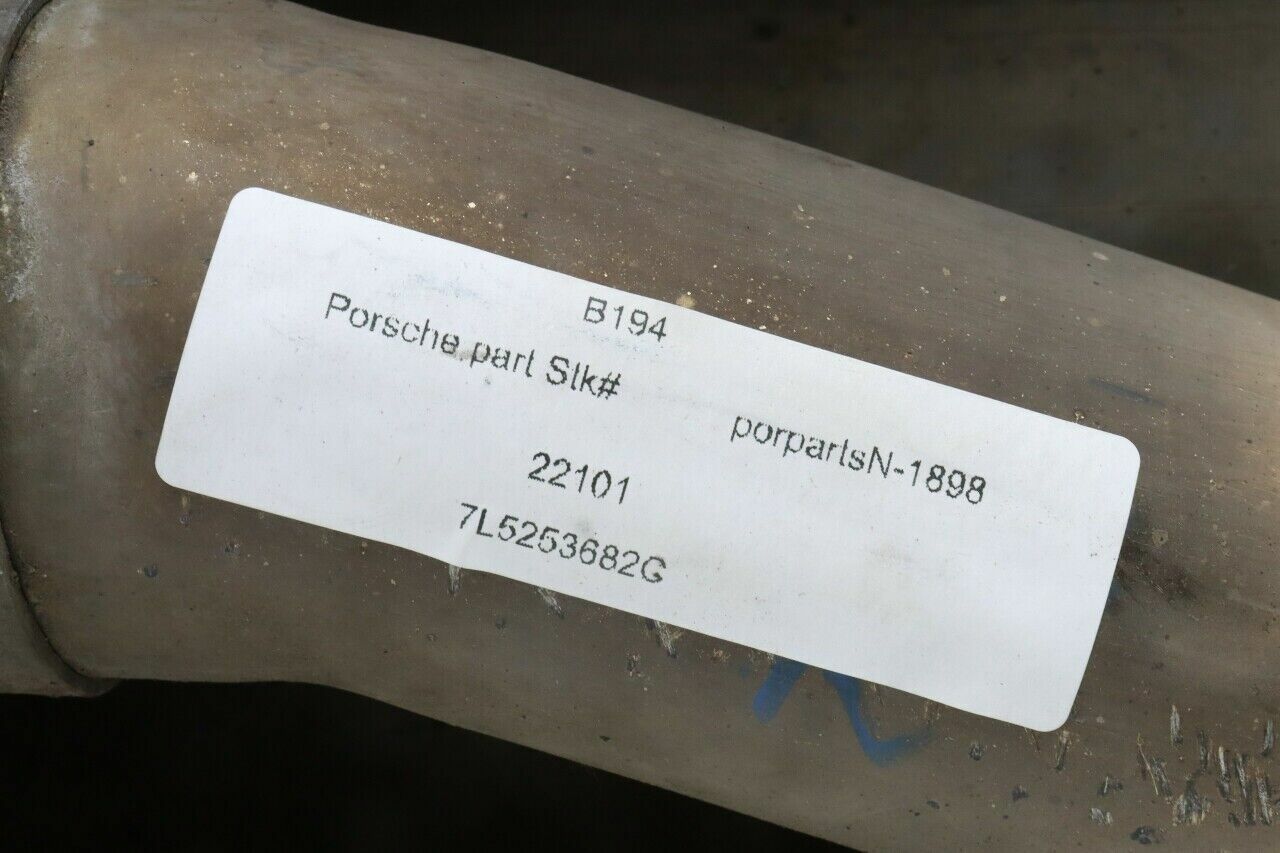 B194
Porsche part Stk#
porpartsN-1898
22101
7L5253682G